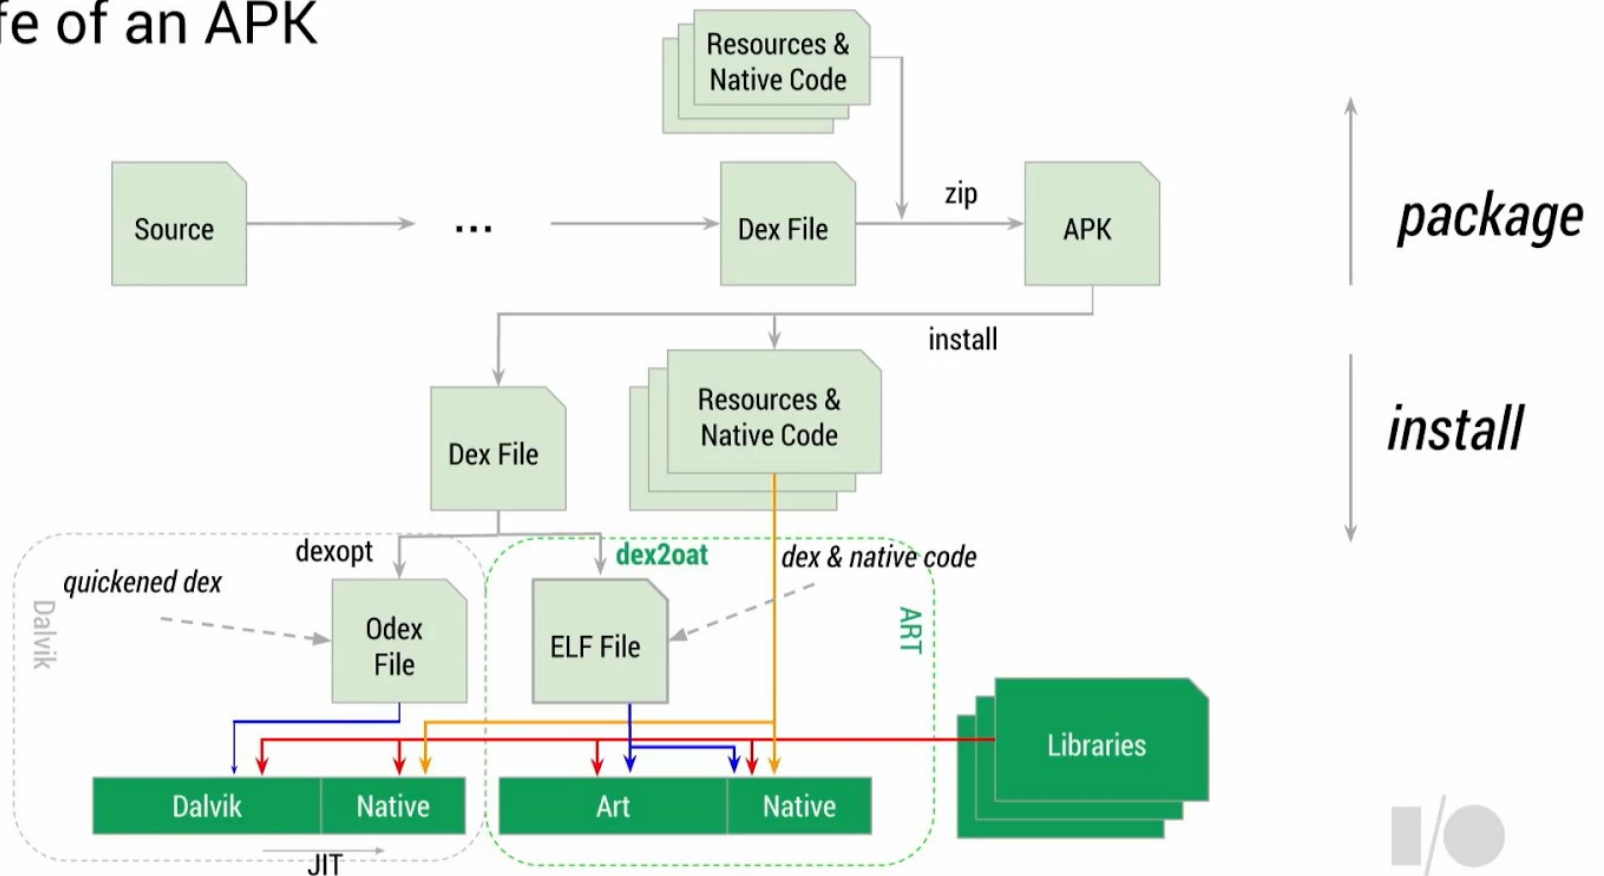 fe of an APK
Resources &
Native Code
Source
...
Dex File
zip
APK
package
install
Resources &
Native Code
install
Dex File
dexopt
dex2oat
dex & native code
quickened dex
Dalvik
Odex
File
ELF File
ART
Libraries
Dalvik
Native
Art
Native
JIT
I/O